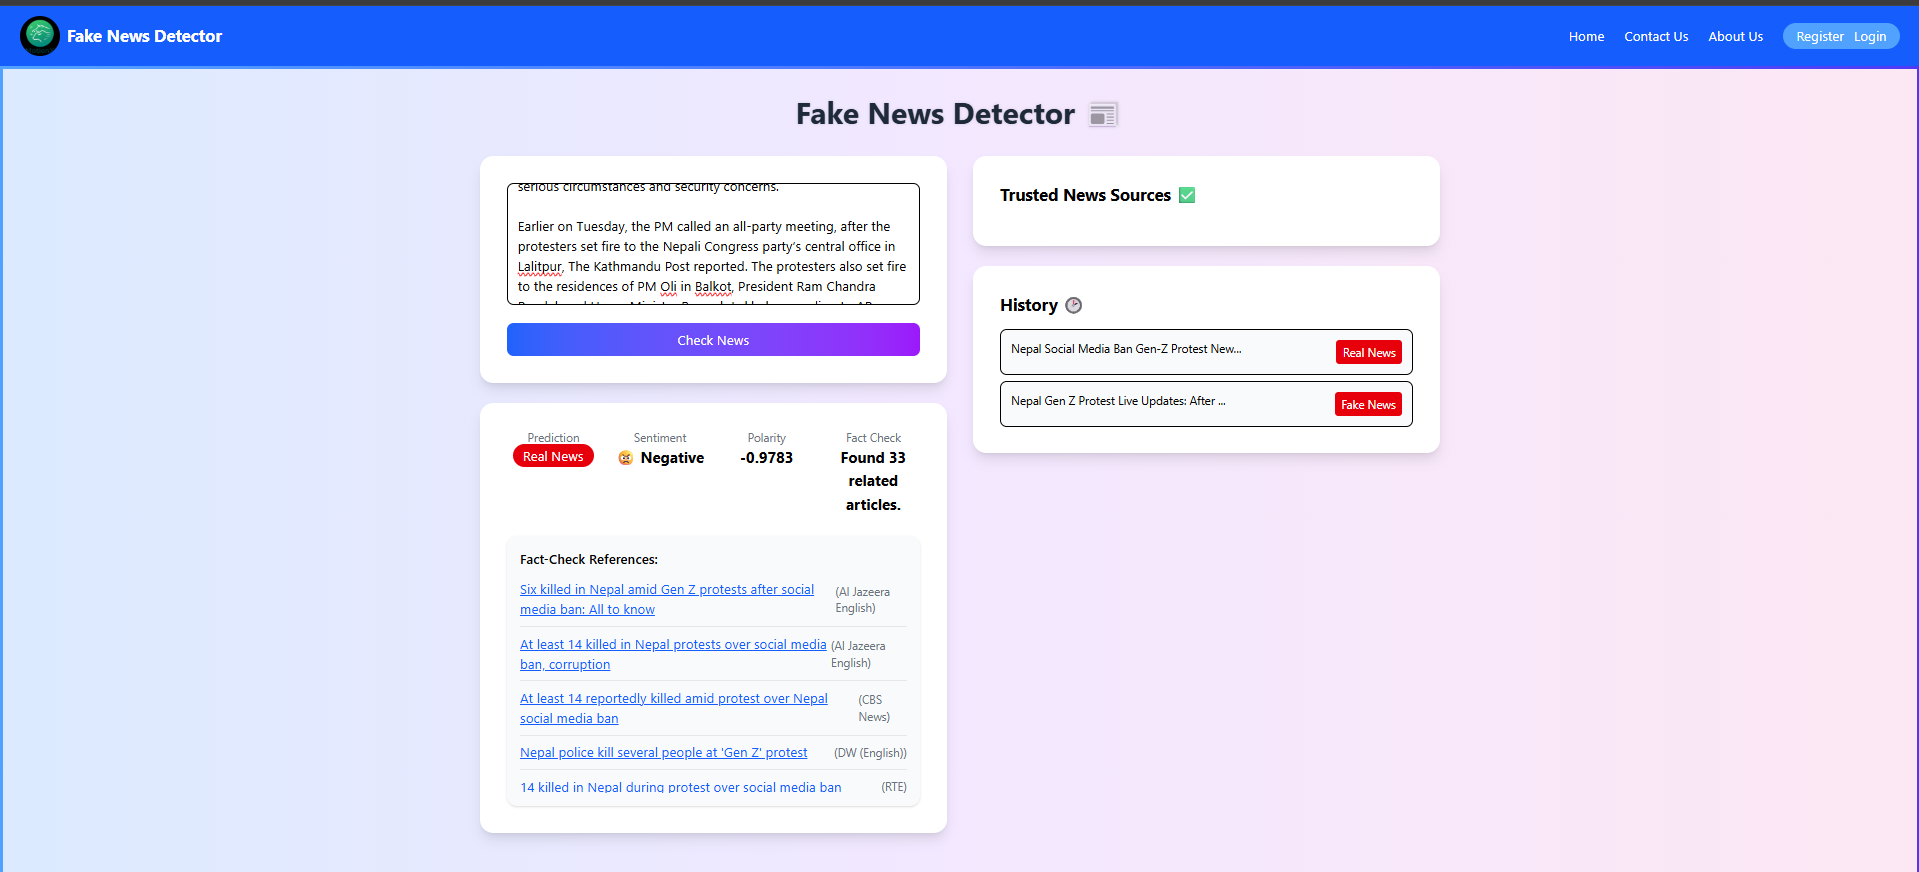 Fake News Detector
Home
Contact Us
About Us
Register
Login
Fake News Detector
serious circumstances and security concerns.
Earlier on Tuesday, the PM called an all-party meeting, after the
protesters set fire to the Nepali Congress party's central office in
Lalitpur, The Kathmandu Post reported. The protesters also set fire
to the residences of PM Oli in Balkot, President Ram Chandra
Check News
Prediction
Real News
Sentiment
Negative
Polarity
-0.9783
Fact Check
Found 33
related
articles.
Fact-Check References:
Six killed in Nepal amid Gen Z protests after social
media ban: All to know
(Al Jazeera
English)
At least 14 killed in Nepal protests over social media
ban, corruption
(Al Jazeera
English)
At least 14 reportedly killed amid protest over Nepal
social media ban
(CBS
News)
Nepal police kill several people at 'Gen Z' protest
(DW (English))
14 killed in Nepal during protest over social media ban
(RTE)
Trusted News Sources
History
Nepal Social Media Ban Gen-Z Protest New...
Real News
Nepal Gen Z Protest Live Updates: After ...
Fake News